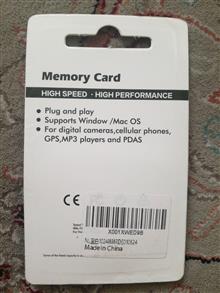 Memory Card
HIGH SPEED · HIGH PERFORMANCE
• Plug and play
• Supports Window /Mac OS
• For digital cameras,cellular phones,
GPS,MP3 players and PDAS
X001XWED9B
Made in China